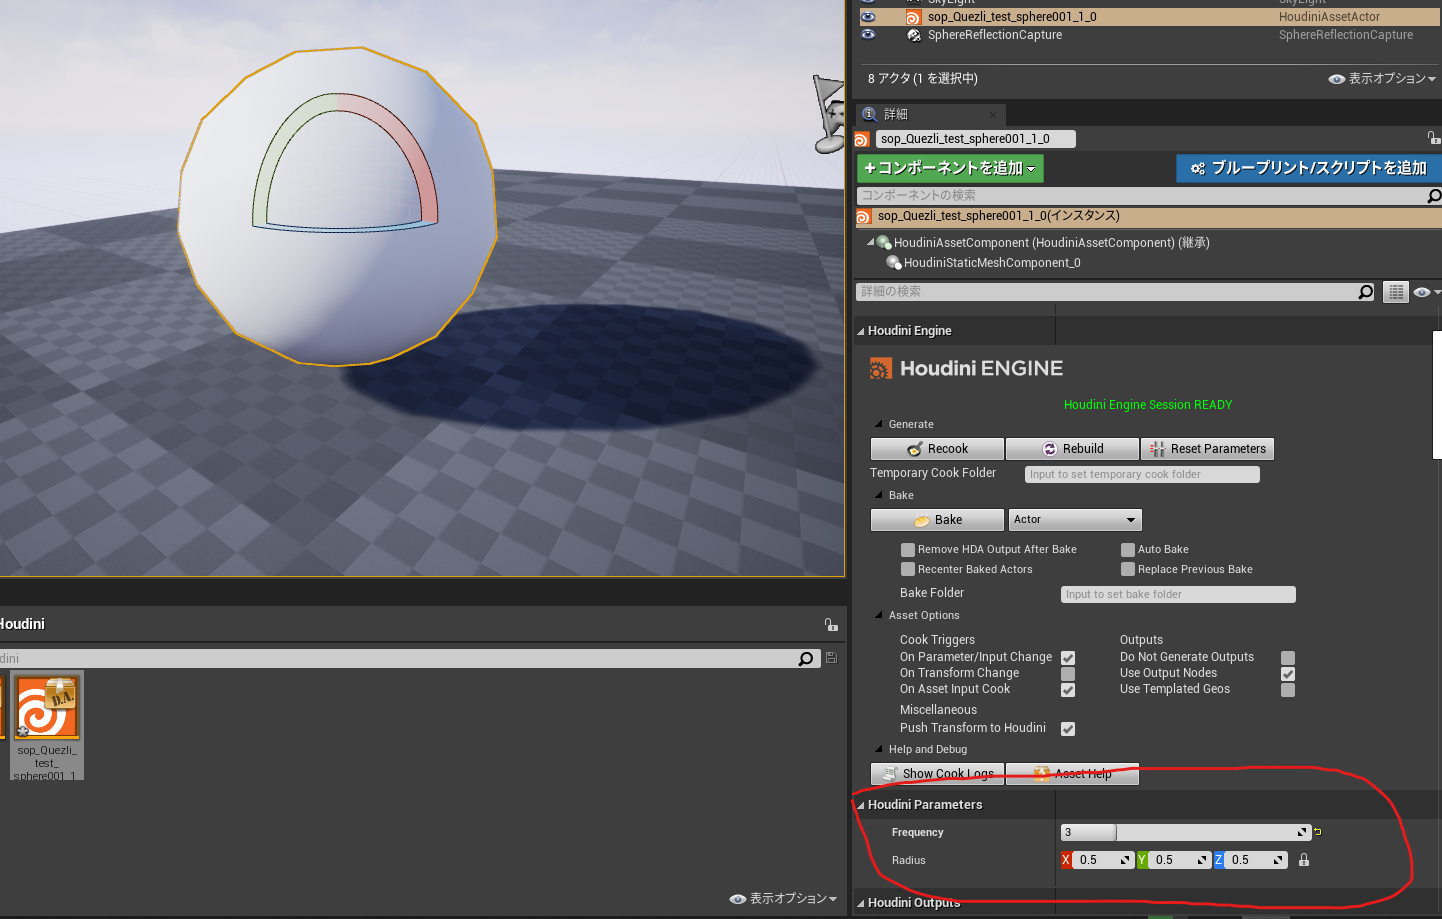 SkyLight SkyLight
sop_Quezli_test_sphere001_1_0 HoudiniAssetActor
SphereReflectionCapture SphereReflectionCapture
8 アクタ (1 を選択中) 表示オプション
詳細
sop_Quezli_test_sphere001_1_0
+コンポーネントを追加 ブループリント/スクリプトを追加
コンポーネントの検索
sop_Quezli_test_sphere001_1_0(インスタンス)
HoudiniAssetComponent (HoudiniAssetComponent) (継承)
HoudiniStaticMeshComponent_0
詳細の検索
Houdini Engine
Houdini ENGINE
Houdini Engine Session READY
Generate
Recook Rebuild Reset Parameters
Temporary Cook Folder Input to set temporary cook folder
Bake
Bake Actor
Remove HDA Output After Bake Auto Bake
Recenter Baked Actors Replace Previous Bake
Bake Folder Input to set bake folder
Asset Options
Cook Triggers Outputs
On Parameter/Input Change Do Not Generate Outputs
On Transform Change Use Output Nodes
On Asset Input Cook Use Templated Geos
Miscellaneous
Push Transform to Houdini
Help and Debug
Show Cook Logs Asset Help
Houdini Parameters
Frequency 3
Radius X 0.5 Y 0.5 Z 0.5
Houdini Outputs
Houdini
dini
D.A.
sop_Quezli_
test_
sphere001_1_
表示オプション